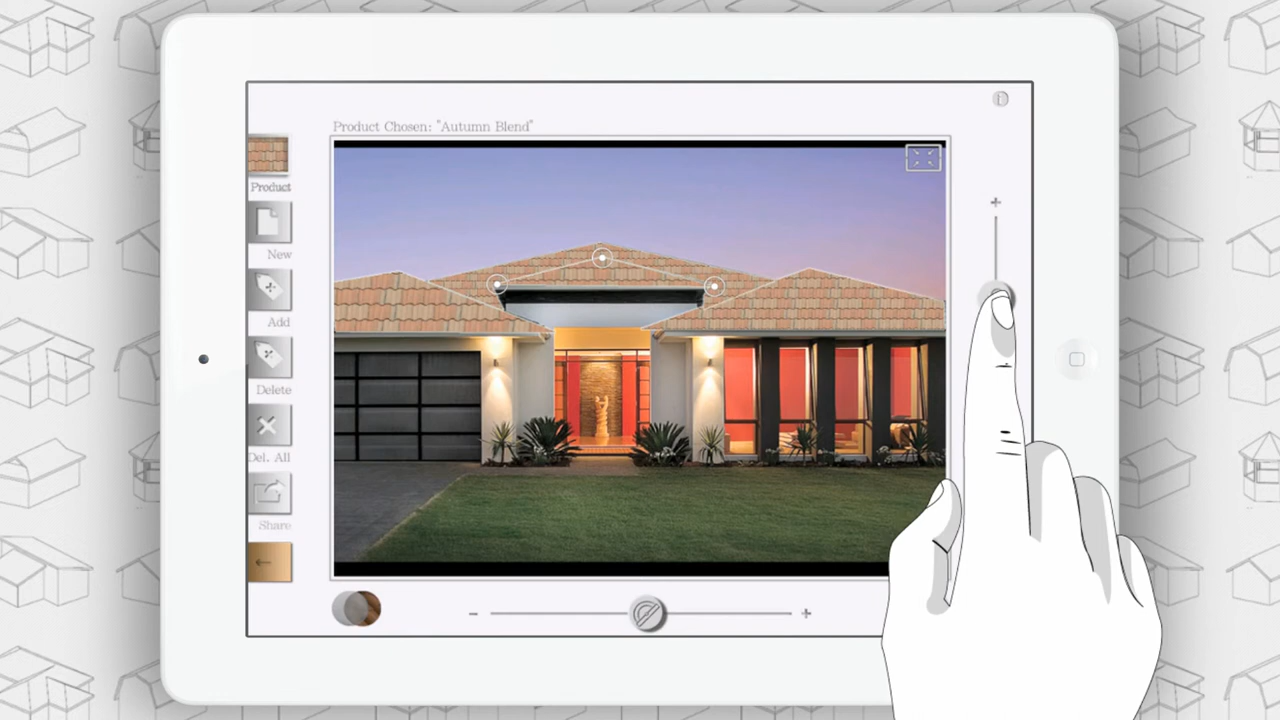 Product Chosen: "Autumn Blend"
Product
New
Add
Delete
Del. All
Share